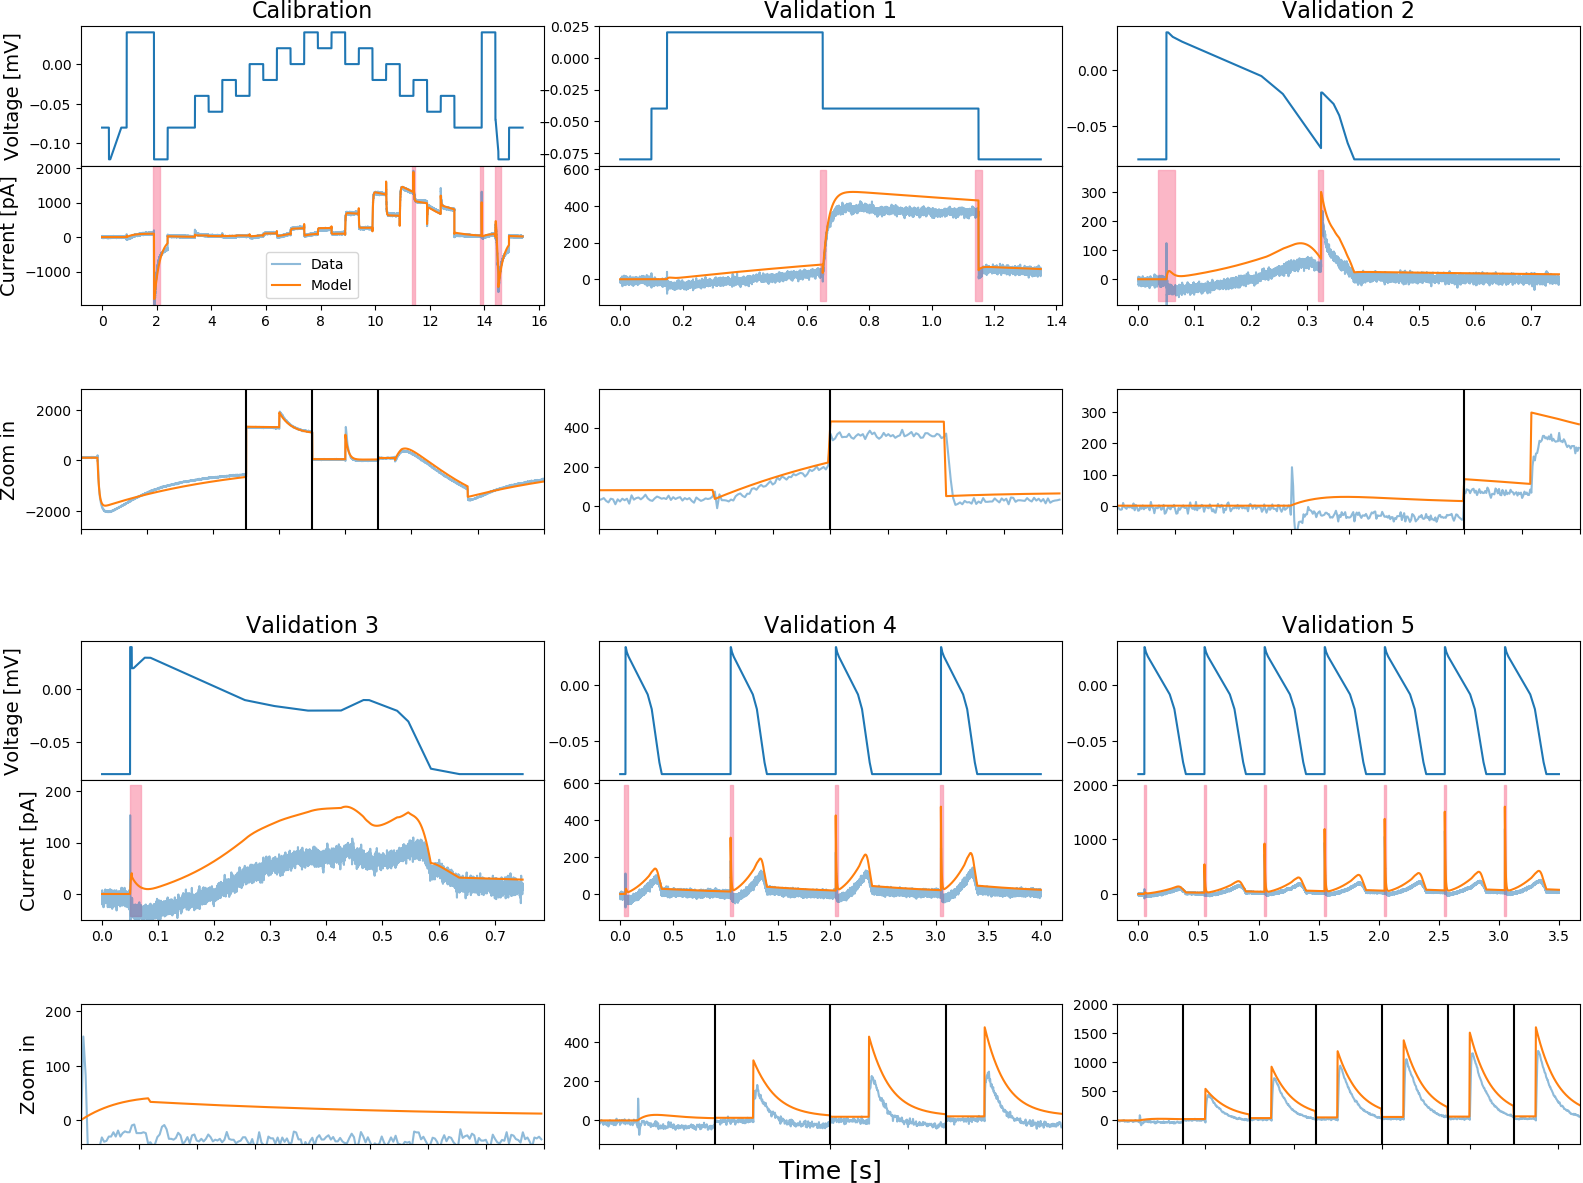 Calibration
Validation 1
Validation 2
Voltage [mV]
0.00
−0.05
−0.10
0.025
0.000
−0.025
−0.050
−0.075
0.00
−0.05
Current [pA]
2000
1000
0
−1000
Data
Model
600
400
200
0
300
200
100
0
0 2 4 6 8 10 12 14 16
0.0 0.2 0.4 0.6 0.8 1.0 1.2 1.4
0.0 0.1 0.2 0.3 0.4 0.5 0.6 0.7
Zoom in
2000
0
−2000
400
200
0
300
200
100
0
Validation 3
Validation 4
Validation 5
Voltage [mV]
0.00
−0.05
0.00
−0.05
0.00
−0.05
Current [pA]
200
100
0
600
400
200
0
2000
1000
0
0.0 0.1 0.2 0.3 0.4 0.5 0.6 0.7
0.0 0.5 1.0 1.5 2.0 2.5 3.0 3.5 4.0
0.0 0.5 1.0 1.5 2.0 2.5 3.0 3.5
Zoom in
200
100
0
400
200
0
2000
1500
1000
500
0
Time [s]